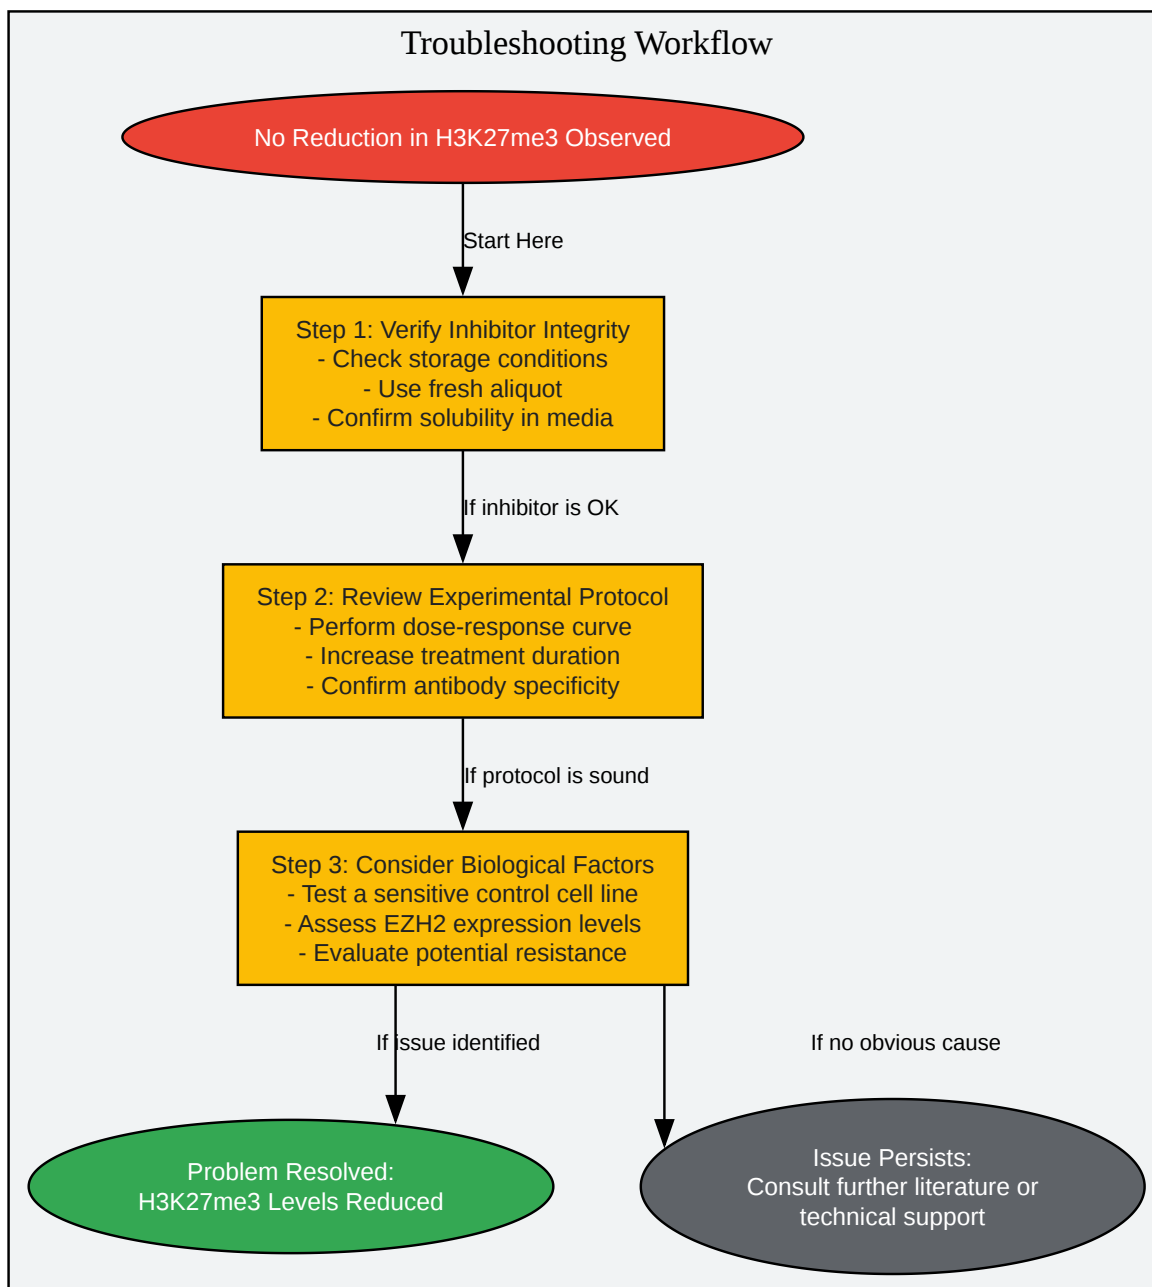 Troubleshooting Workflow
No Reduction in H3K27me3 Observed
Start Here
Step 1: Verify Inhibitor Integrity
- Check storage conditions
- Use fresh aliquot
- Confirm solubility in media
If inhibitor is OK
Step 2: Review Experimental Protocol
- Perform dose-response curve
- Increase treatment duration
- Confirm antibody specificity
If protocol is sound
Step 3: Consider Biological Factors
- Test a sensitive control cell line
- Assess EZH2 expression levels
- Evaluate potential resistance
If issue identified
If no obvious cause
Problem Resolved:
H3K27me3 Levels Reduced
Issue Persists:
Consult further literature or
technical support